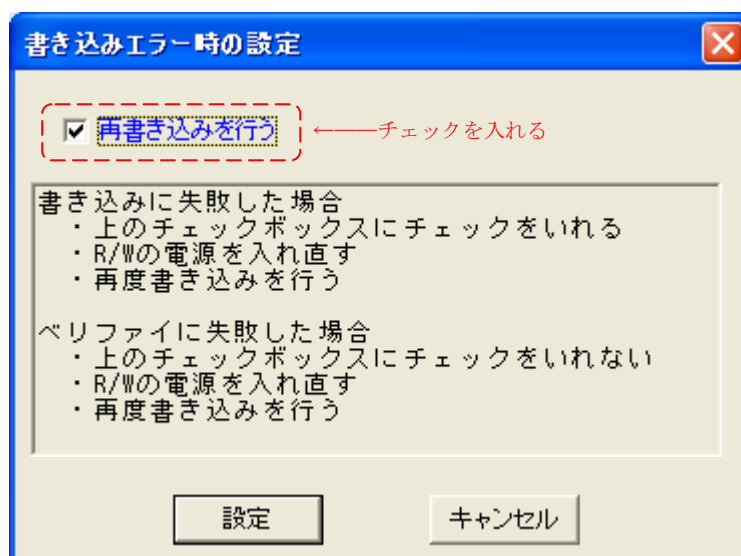 書き込みエラー時の設定
再書き込みを行う ←――チェックを入れる
書き込みに失敗した場合
・上のチェックボックスにチェックをいれる
・R/Wの電源を入れ直す
・再度書き込みを行う
ベリファイに失敗した場合
・上のチェックボックスにチェックをいれない
・R/Wの電源を入れ直す
・再度書き込みを行う
設定 キャンセル